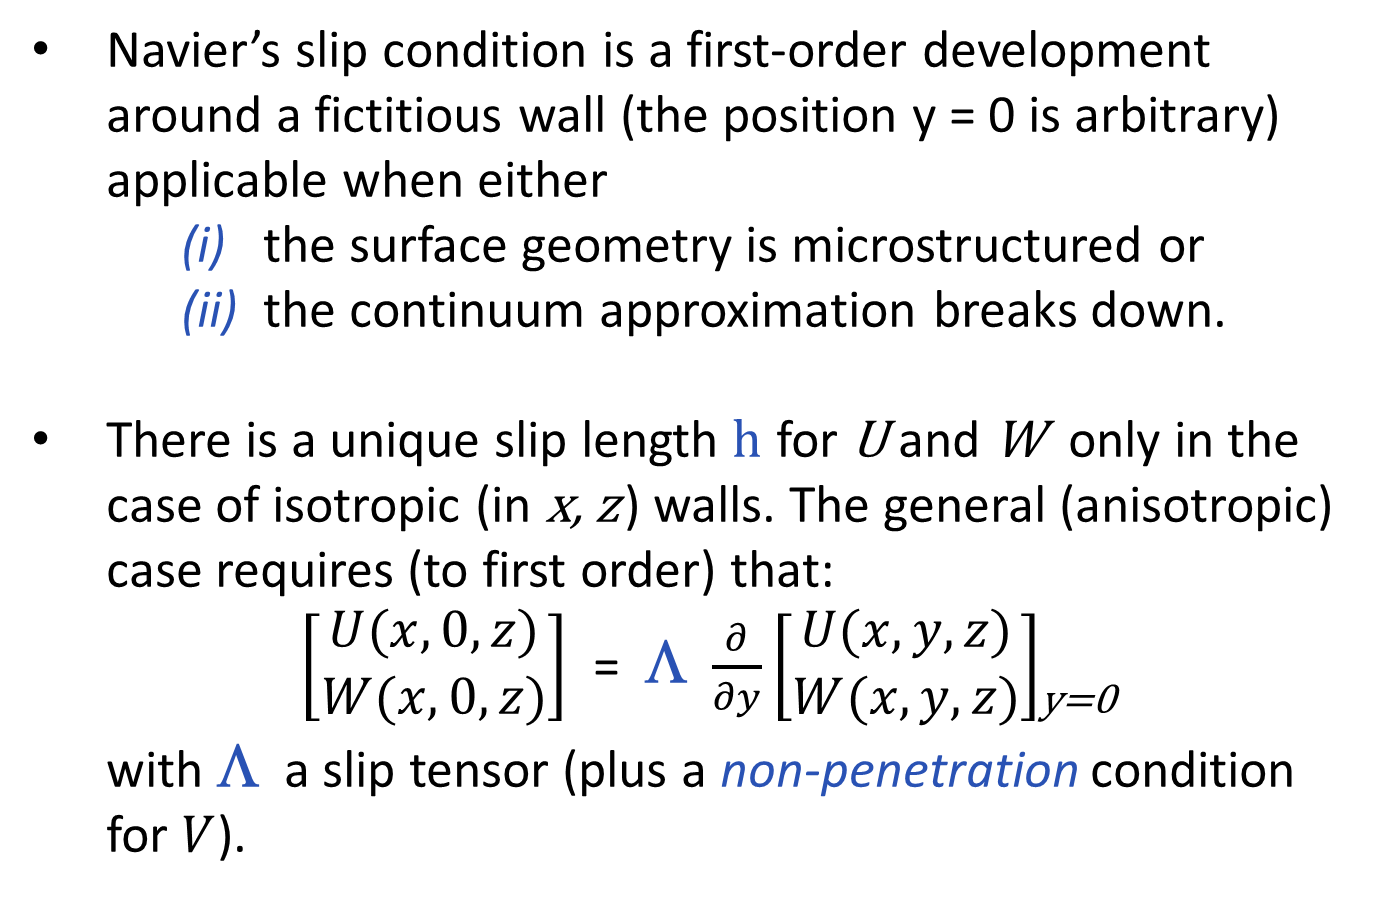 • Navier’s slip condition is a first-order development
around a fictitious wall (the position y = 0 is arbitrary)
applicable when either
(i) the surface geometry is microstructured or
(ii) the continuum approximation breaks down.
• There is a unique slip length h for U and W only in the
case of isotropic (in x, z) walls. The general (anisotropic)
case requires (to first order) that:
[U(x, 0, z) W(x, 0, z)] = Λ ∂/∂y [U(x, y, z) W(x, y, z)]y=0
with Λ a slip tensor (plus a non-penetration condition
for V).